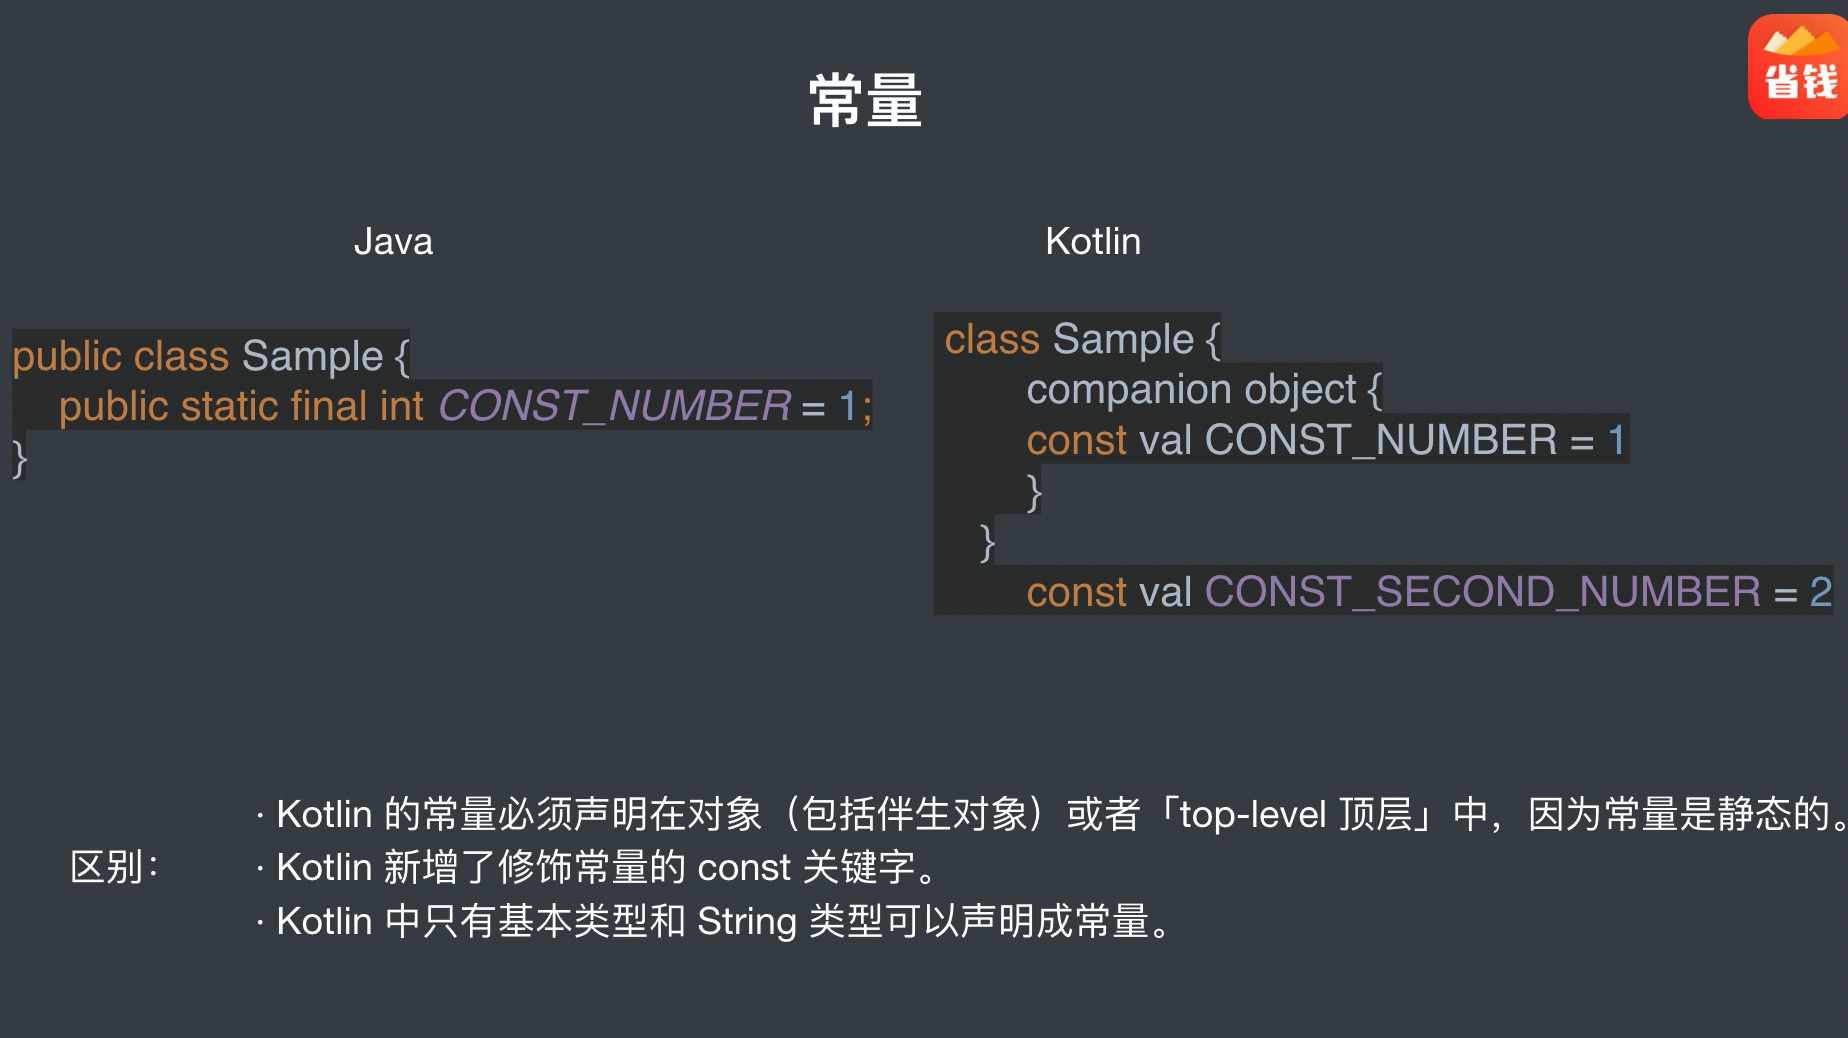 常量
省钱
Java
public class Sample {
    public static final int CONST_NUMBER = 1;
}
Kotlin
class Sample {
       companion object {
       const val CONST_NUMBER = 1
       }
   }
       const val CONST_SECOND_NUMBER = 2
区别：
· Kotlin 的常量必须声明在对象（包括伴生对象）或者「top-level 顶层」中，因为常量是静态的。
· Kotlin 新增了修饰常量的 const 关键字。
· Kotlin 中只有基本类型和 String 类型可以声明成常量。